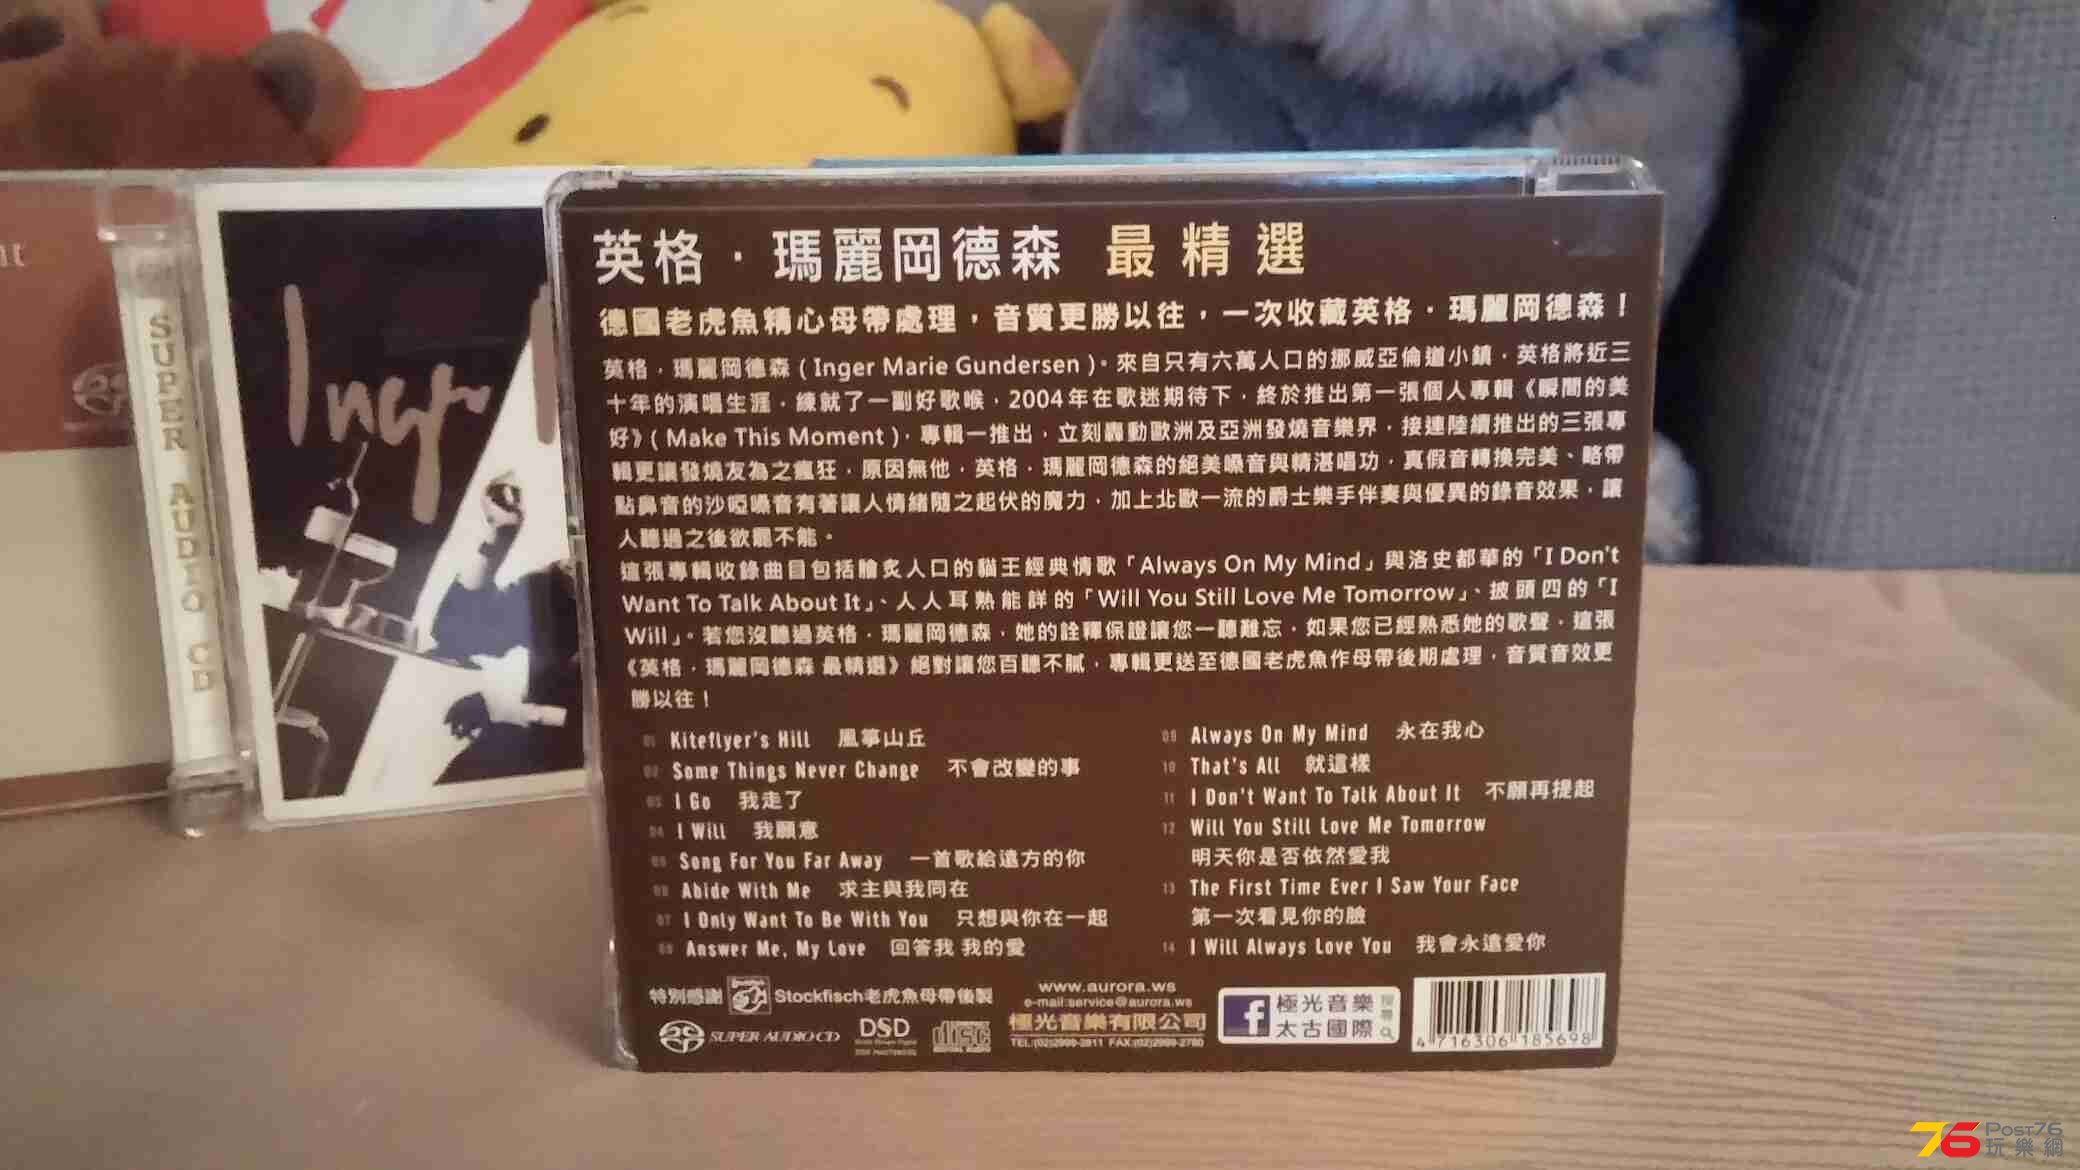 SUPER AUDIO CD
英格．瑪麗岡德森 最精選
德國老虎魚精心母帶處理，音質更勝以往，一次收藏英格．瑪麗岡德森！
英格．瑪麗岡德森 ( Inger Marie Gundersen )。來自只有六萬人口的挪威亞倫道小鎮，英格將近三
十年的演唱生涯，練就了一副好歌喉，2004年在歌迷期待下，終於推出第一張個人專輯《瞬間的美
好》( Make This Moment )，專輯一推出，立刻轟動歐洲及亞洲發燒音樂界，接連陸續推出的三張專
輯更讓發燒友為之瘋狂，原因無他，英格．瑪麗岡德森的絕美嗓音與精湛唱功，真假音轉換完美、略帶
點鼻音的沙啞嗓音有著讓人情緒隨之起伏的魔力，加上北歐一流的爵士樂手伴奏與優異的錄音效果，讓
人聽過之後欲罷不能。
這張專輯收錄曲目包括膾炙人口的貓王經典情歌「Always On My Mind」與洛史都華的「I Don't
Want To Talk About It」、人人耳熟能詳的「Will You Still Love Me Tomorrow」、披頭四的「I
Will」。若您沒聽過英格．瑪麗岡德森，她的詮釋保證讓您一聽難忘，如果您已經熟悉她的歌聲，這張
《英格．瑪麗岡德森 最精選》絕對讓您百聽不膩，專輯更送至德國老虎魚作母帶後期處理，音質音效更
勝以往！
01 Kiteflyer's Hill 風箏山丘
02 Some Things Never Change 不會改變的事
03 I Go 我走了
04 I Will 我願意
05 Song For You Far Away 一首歌給遠方的你
06 Abide With Me 求主與我同在
07 I Only Want To Be With You 只想與你在一起
08 Answer Me, My Love 回答我 我的愛
09 Always On My Mind 永在我心
10 That's All 就這樣
11 I Don't Want To Talk About It 不願再提起
12 Will You Still Love Me Tomorrow
明天你是否依然愛我
13 The First Time Ever I Saw Your Face
第一次看見你的臉
14 I Will Always Love You 我會永遠愛你
特別感謝 Stockfisch老虎魚母帶後製
SUPER AUDIO CD DSD disc
www.aurora.ws
e-mail:service@aurora.ws
極光音樂有限公司
TEL:(02)2999-2811 FAX:(02)2999-2760
f 極光音樂
太古國際
搜尋
4 716306 185698
76 Post76
玩樂網